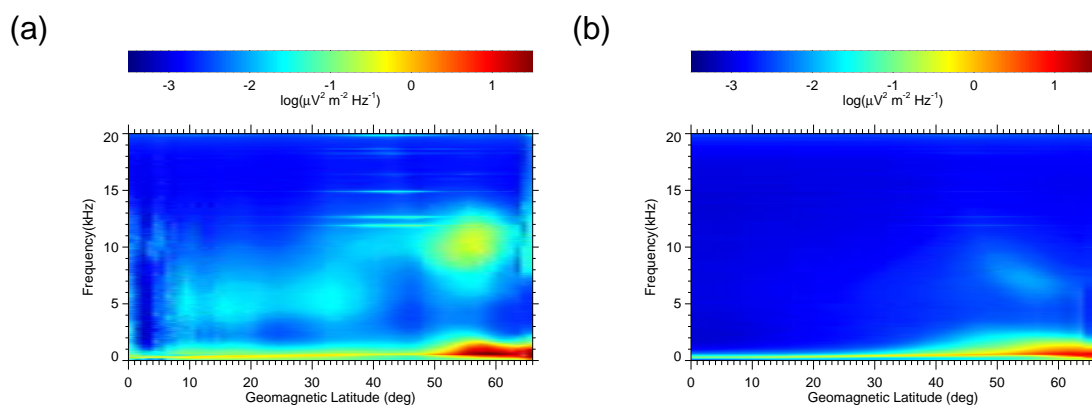 (a)
(b)
-3 -2 -1 0 1
log(μV² m⁻² Hz⁻¹)
-3 -2 -1 0 1
log(μV² m⁻² Hz⁻¹)
20
15
10
5
0
Frequency(kHz)
0 10 20 30 40 50 60
Geomagnetic Latitude (deg)
20
15
10
5
0
Frequency(kHz)
0 10 20 30 40 50 60
Geomagnetic Latitude (deg)